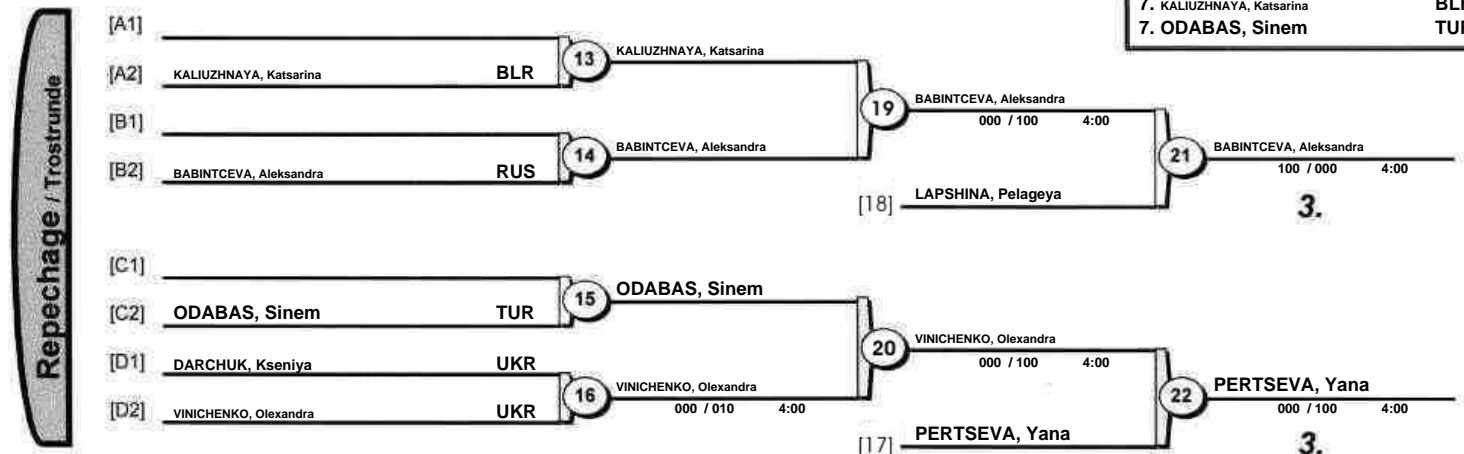 7. KALIUZHNAYA, Katsarina BLR
7. ODABAS, Sinem TUR
Repechage / Trostrunde
[A1]
[A2] KALIUZHNAYA, Katsarina BLR
13 KALIUZHNAYA, Katsarina
[B1]
[B2] BABINTCEVA, Aleksandra RUS
14 BABINTCEVA, Aleksandra
19 BABINTCEVA, Aleksandra
000 / 100 4:00
[18] LAPSHINA, Pelageya
21 BABINTCEVA, Aleksandra
100 / 000 4:00
3.
[C1]
[C2] ODABAS, Sinem TUR
15 ODABAS, Sinem
[D1] DARCHUK, Kseniya UKR
[D2] VINICHENKO, Olexandra UKR
16 VINICHENKO, Olexandra
000 / 010 4:00
20 VINICHENKO, Olexandra
000 / 100 4:00
[17] PERTSEVA, Yana
22 PERTSEVA, Yana
000 / 100 4:00
3.